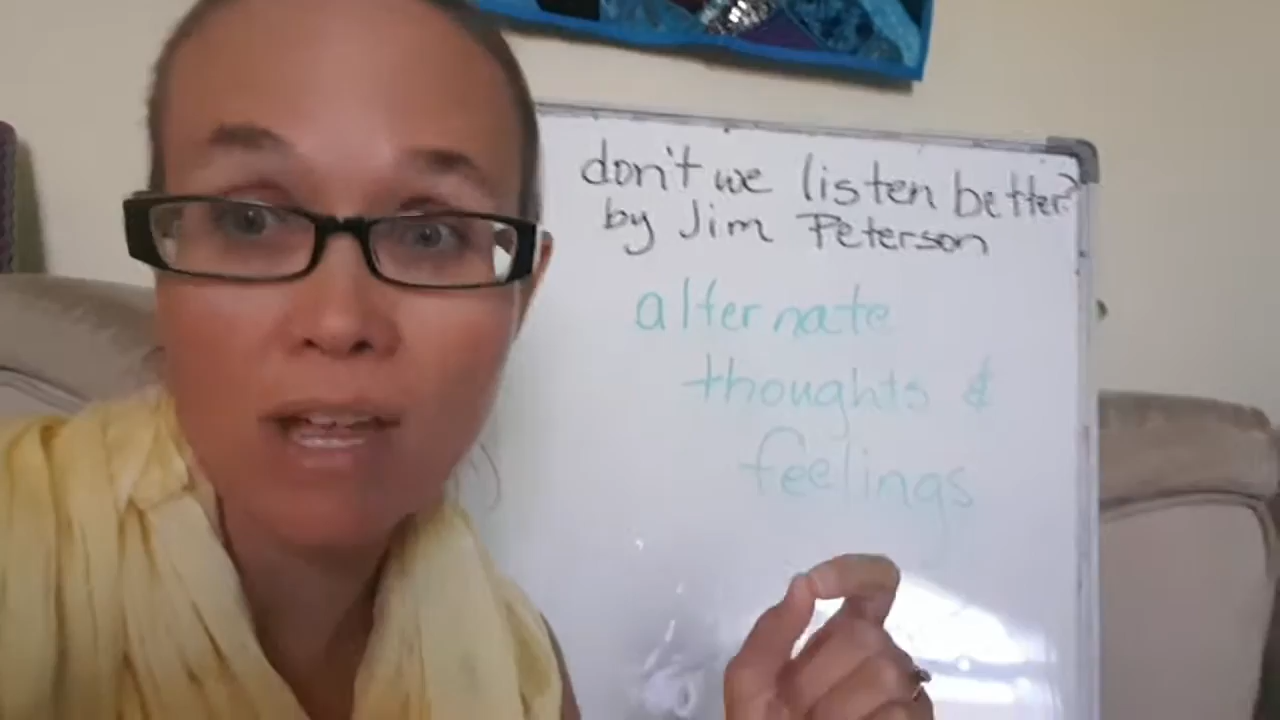 don't we listen better?
by Jim Peterson
alternate
thoughts &
feelings